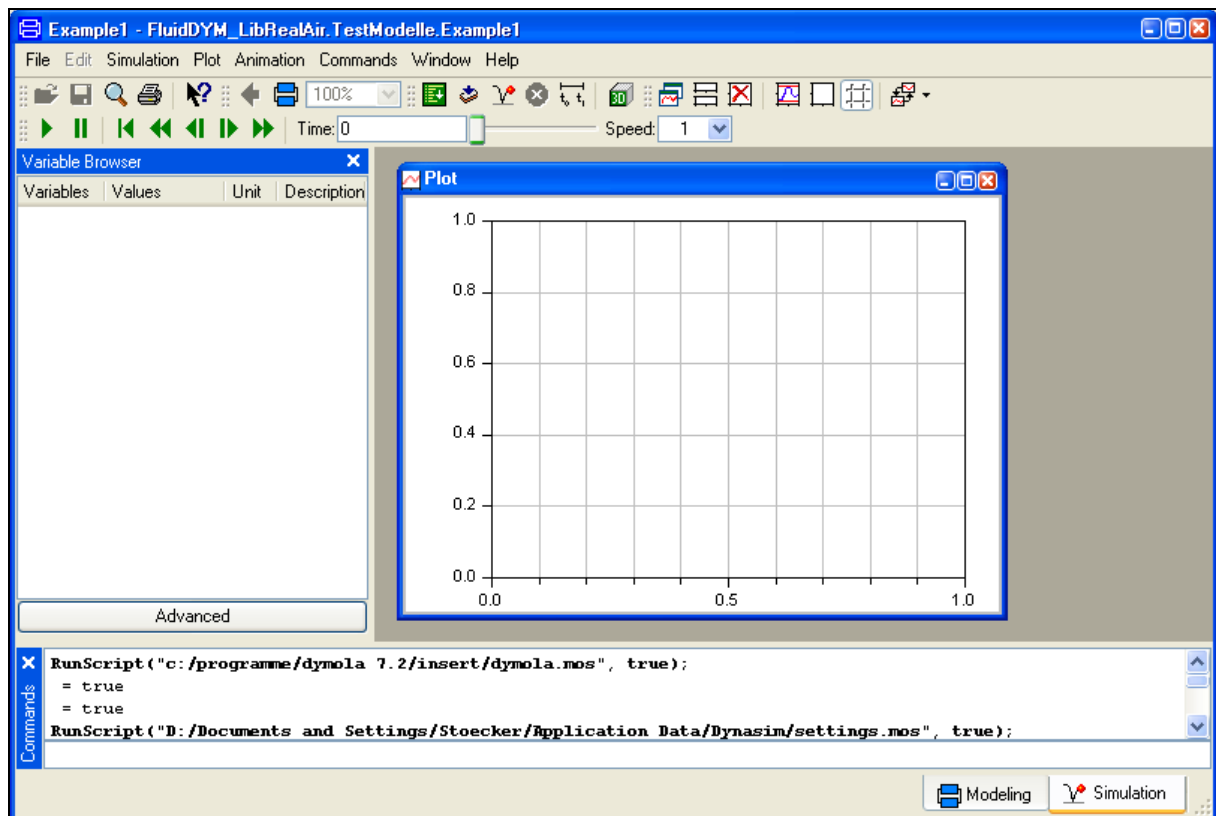 Example1 - FluidDYM_LibRealAir.TestModelle.Example1
File Edit Simulation Plot Animation Commands Window Help
100%
3D
Time: 0 Speed: 1
Variable Browser
Variables Values Unit Description
Advanced
Plot
1.0
0.8
0.6
0.4
0.2
0.0
0.0 0.5 1.0
Commands
RunScript("c:/programme/dymola 7.2/insert/dymola.mos", true);
= true
= true
RunScript("D:/Documents and Settings/Stoecker/Application Data/Dynasim/settings.mos", true);
Modeling Simulation